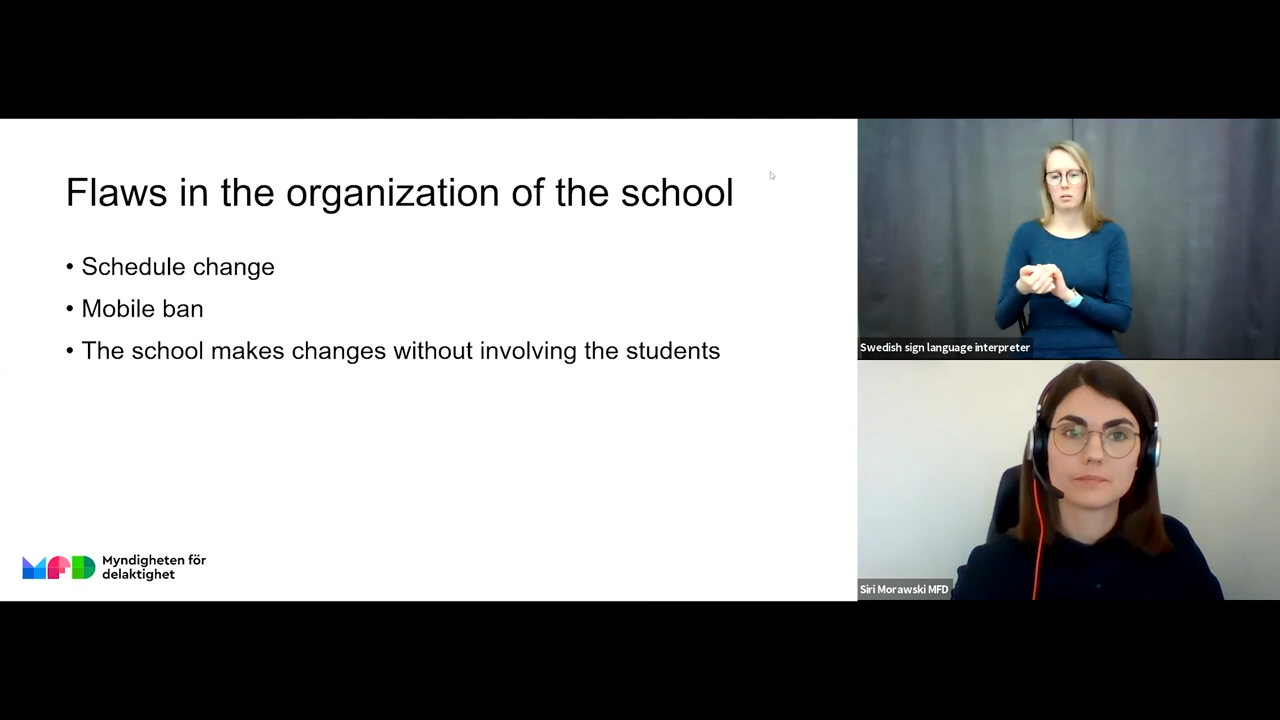 Flaws in the organization of the school
• Schedule change
• Mobile ban
• The school makes changes without involving the students
MFD Myndigheten för
delaktighet
Swedish sign language interpreter
Siri Morawski MFD